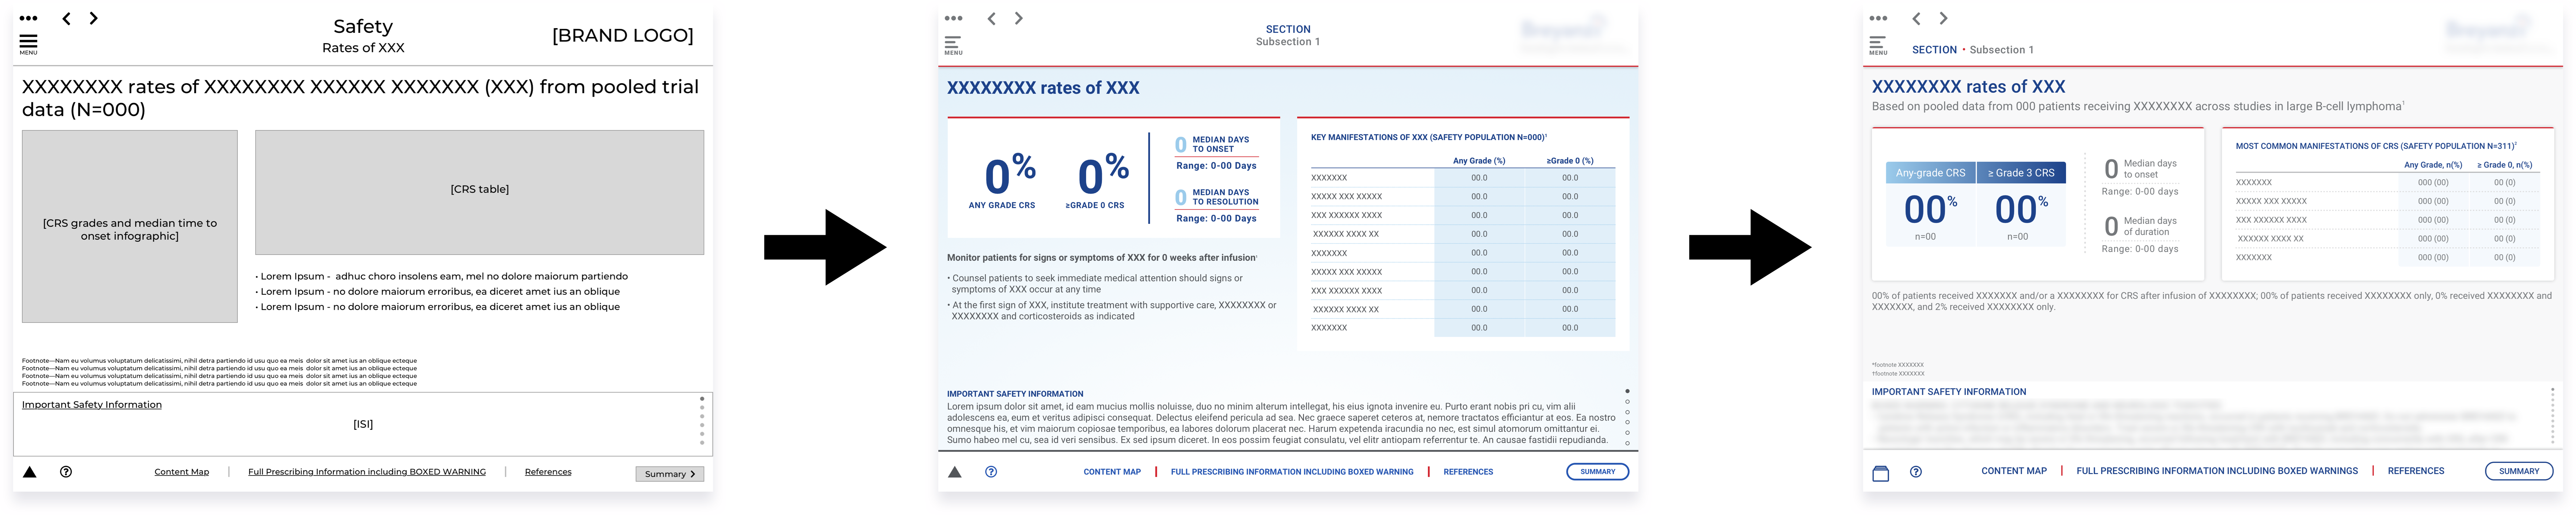 Safety
Rates of XXX
[BRAND LOGO]
MENU
XXXXXXXX rates of XXXXXXXX XXXXXX XXXXXXX (XXX) from pooled trial
data (N=000)
[CRS grades and median time to
onset infographic]
[CRS table]
• Lorem Ipsum - adhuc choro insolens eam, mel no dolore maiorum partiendo
• Lorem Ipsum - no dolore maiorum erroribus, ea diceret amet ius an oblique
• Lorem Ipsum - no dolore maiorum erroribus, ea diceret amet ius an oblique
Footnote—Nam eu volumus voluptatum delicatissimi, nihil detra partiendo id usu quo ea meis dolor sit amet ius an oblique ecteque
Footnote—Nam eu volumus voluptatum delicatissimi, nihil detra partiendo id usu quo ea meis dolor sit amet ius an oblique ecteque
Footnote—Nam eu volumus voluptatum delicatissimi, nihil detra partiendo id usu quo ea meis dolor sit amet ius an oblique ecteque
Footnote—Nam eu volumus voluptatum delicatissimi, nihil detra partiendo id usu quo ea meis dolor sit amet ius an oblique ecteque
Important Safety Information
[ISI]
Content Map | Full Prescribing Information including BOXED WARNING | References
Summary
MENU
SECTION
Subsection 1
XXXXXXXX rates of XXX
0% 0%
ANY GRADE CRS ≥GRADE 0 CRS
0 MEDIAN DAYS
TO ONSET
Range: 0-00 Days
0 MEDIAN DAYS
TO RESOLUTION
Range: 0-00 Days
Monitor patients for signs or symptoms of XXX for 0 weeks after infusion¹
• Counsel patients to seek immediate medical attention should signs or
symptoms of XXX occur at any time
• At the first sign of XXX, institute treatment with supportive care, XXXXXXXX or
XXXXXXXX and corticosteroids as indicated
KEY MANIFESTATIONS OF XXX (SAFETY POPULATION N=000)¹
Any Grade (%) ≥Grade 0 (%)
XXXXXXX 00.0 00.0
XXXXX XXX XXXXX 00.0 00.0
XXX XXXXXX XXXX 00.0 00.0
XXXXXX XXXX XX 00.0 00.0
XXXXXXX 00.0 00.0
XXXXX XXX XXXXX 00.0 00.0
XXX XXXXXX XXXX 00.0 00.0
XXXXXX XXXX XX 00.0 00.0
XXXXXXX 00.0 00.0
IMPORTANT SAFETY INFORMATION
Lorem ipsum dolor sit amet, id eam mucius mollis noluisse, duo no minim alterum intellegat, his eius ignota invenire eu. Purto erant nobis pri cu, vim alii
adolescens ea, eum et veritus adipisci consequat. Delectus eleifend pericula ad sea. Nec graece saperet ceteros at, nemore tractatos efficiantur at eos. Ea nostro
omnesque his, et vim maiorum copiosae temporibus, ea labores dolorum placerat nec. Harum expetenda iracundia no nec, est simul atomorum omittantur ei.
Sumo habeo mel cu, sea id veri sensibus. Ex sed ipsum diceret. In eos possim feugiat consulatu, vel elitr antiopam referrentur te. An causae fastidii repudianda.
CONTENT MAP | FULL PRESCRIBING INFORMATION INCLUDING BOXED WARNING | REFERENCES
SUMMARY
MENU
SECTION • Subsection 1
XXXXXXXX rates of XXX
Based on pooled data from 000 patients receiving XXXXXXXX across studies in large B-cell lymphoma¹
Any-grade CRS ≥ Grade 3 CRS
00% 00%
n=00 n=00
0 Median days
to onset
Range: 0-00 days
0 Median days
of duration
Range: 0-00 days
MOST COMMON MANIFESTATIONS OF CRS (SAFETY POPULATION N=311)²
Any Grade, n(%) ≥ Grade 0, n(%)
XXXXXXX 000 (00) 00 (0)
XXXXX XXX XXXXX 000 (00) 00 (0)
XXX XXXXXX XXXX 000 (00) 00 (0)
XXXXXX XXXX XX 000 (00) 00 (0)
XXXXXXX 000 (00) 00 (0)
00% of patients received XXXXXXX and/or a XXXXXXXX for CRS after infusion of XXXXXXXX; 00% of patients received XXXXXXXX only, 0% received XXXXXXXX and
XXXXXXX, and 2% received XXXXXXXX only.
*footnote XXXXXXX
†footnote XXXXXXX
IMPORTANT SAFETY INFORMATION
CONTENT MAP | FULL PRESCRIBING INFORMATION INCLUDING BOXED WARNINGS | REFERENCES
SUMMARY